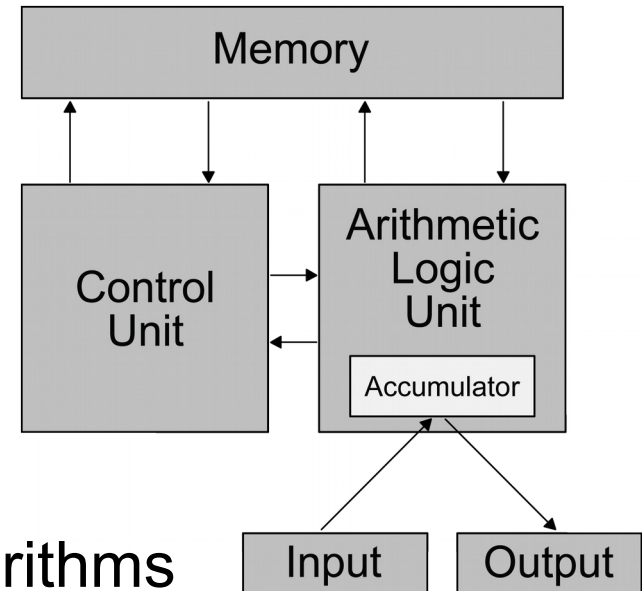 Memory
Control
Unit
Arithmetic
Logic
Unit
Accumulator
rithms
Input
Output